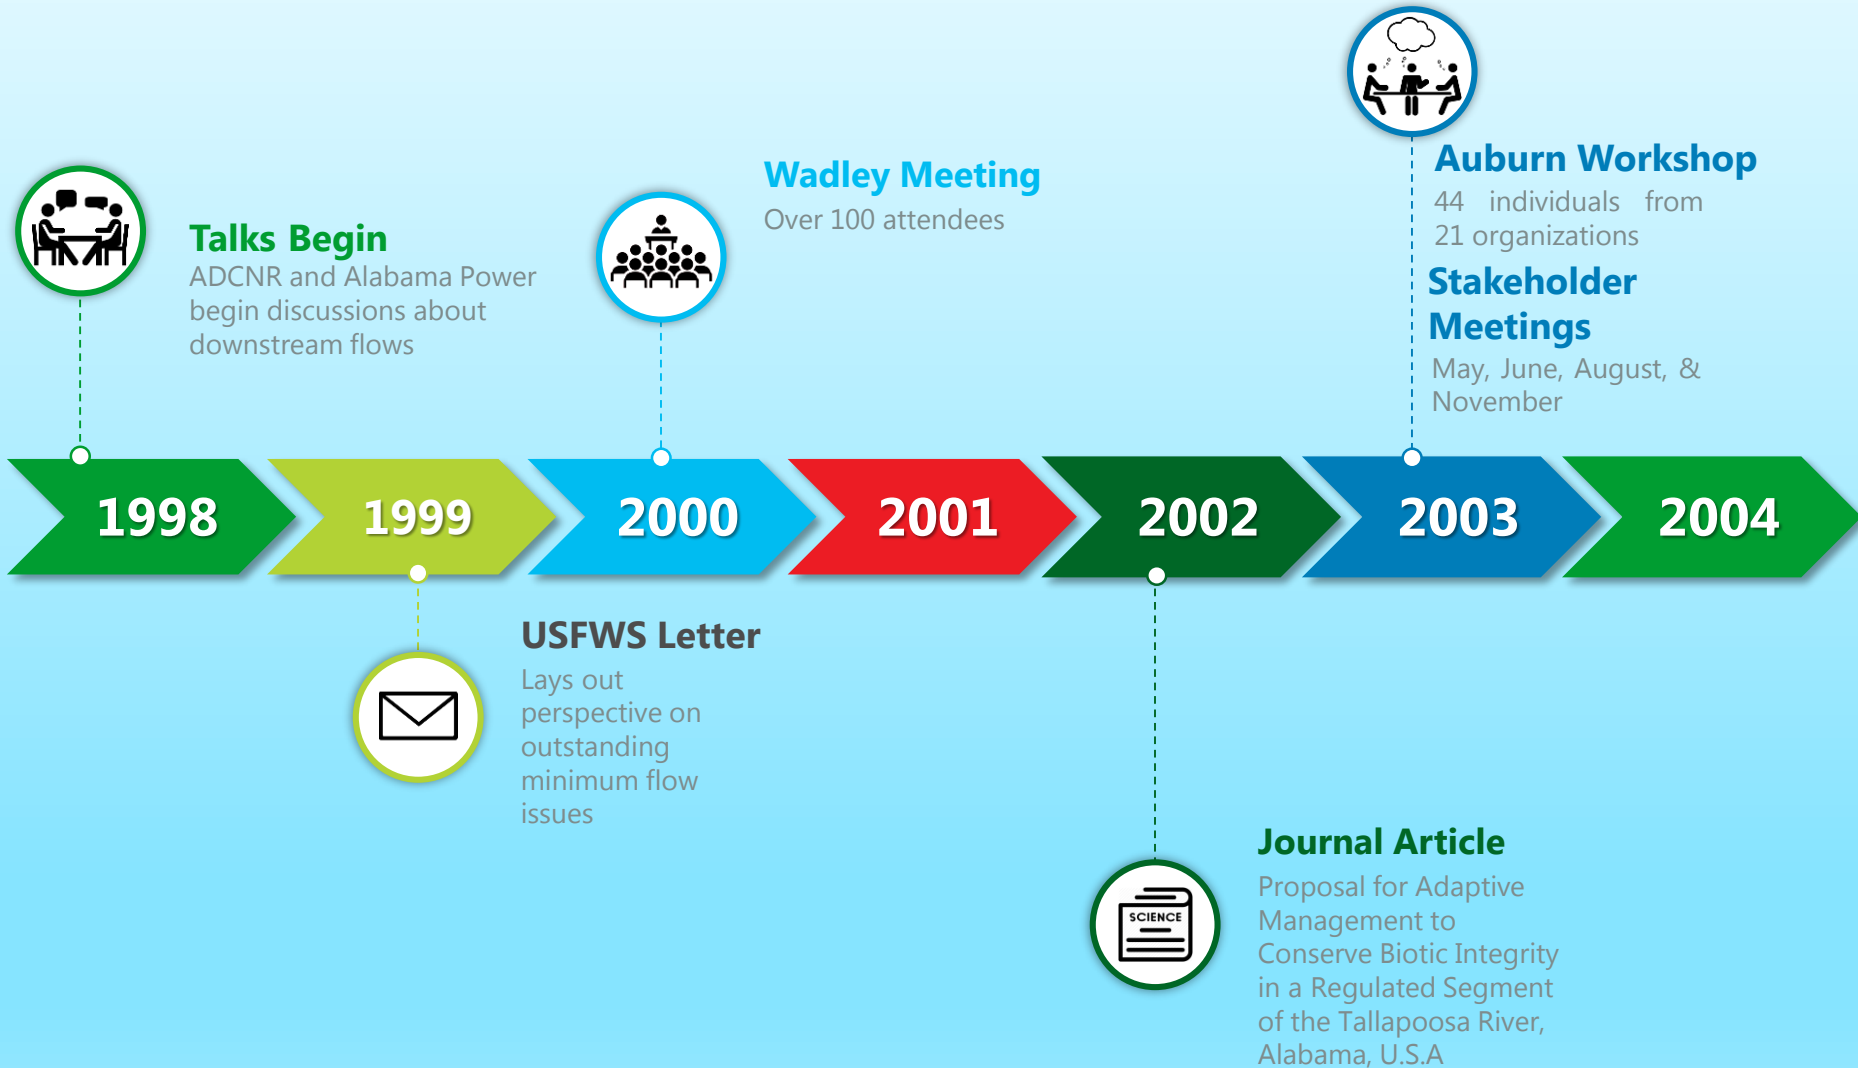 Talks Begin
ADCNR and Alabama Power
begin discussions about
downstream flows
Wadley Meeting
Over 100 attendees
Auburn Workshop
44 individuals from
21 organizations
Stakeholder
Meetings
May, June, August, &
November
1998
1999
2000
2001
2002
2003
2004
USFWS Letter
Lays out
perspective on
outstanding
minimum flow
issues
SCIENCE
Journal Article
Proposal for Adaptive
Management to
Conserve Biotic Integrity
in a Regulated Segment
of the Tallapoosa River,
Alabama, U.S.A